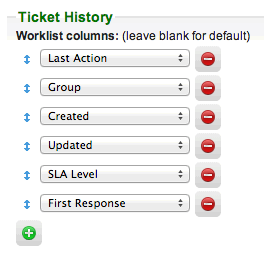 Ticket History
Worklist columns: (leave blank for default)
Last Action
Group
Created
Updated
SLA Level
First Response